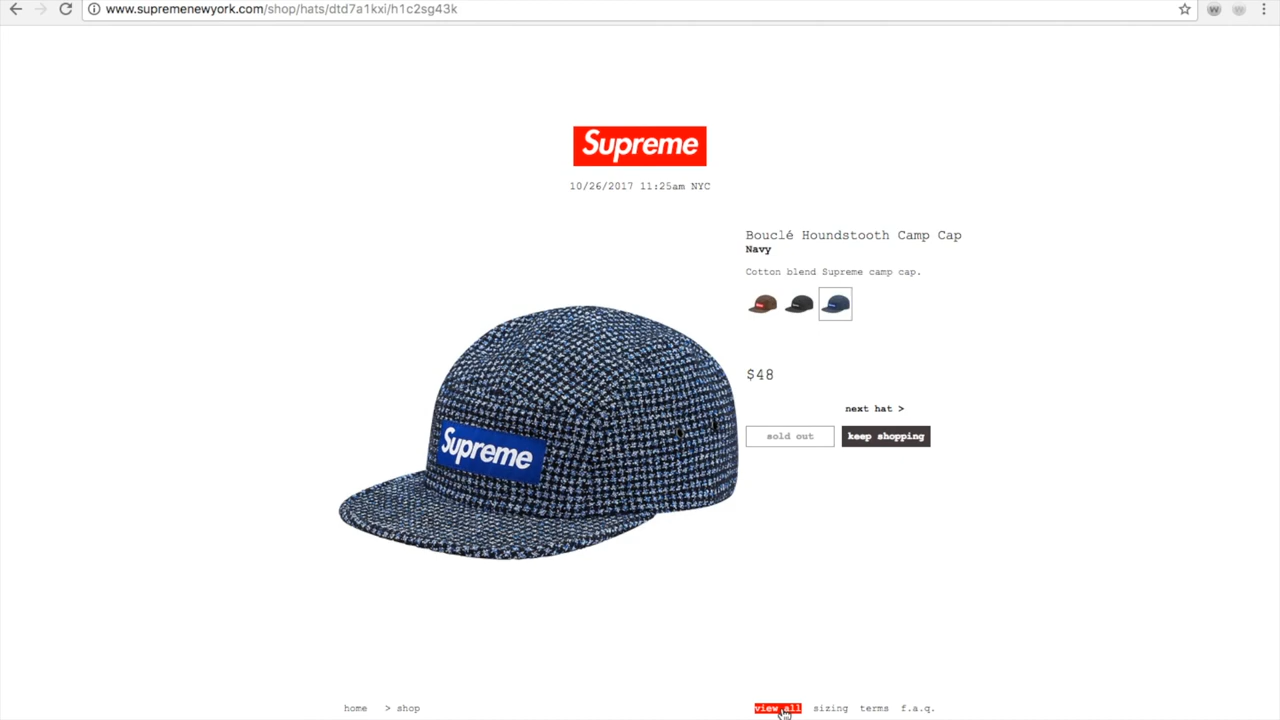 www.supremenewyork.com/shop/hats/dtd7a1kxi/h1c2sg43k
Supreme
10/26/2017 11:25am NYC
Bouclé Houndstooth Camp Cap
Navy
Cotton blend Supreme camp cap.
$48
next hat >
sold out keep shopping
Supreme
home > shop view all sizing terms f.a.q.